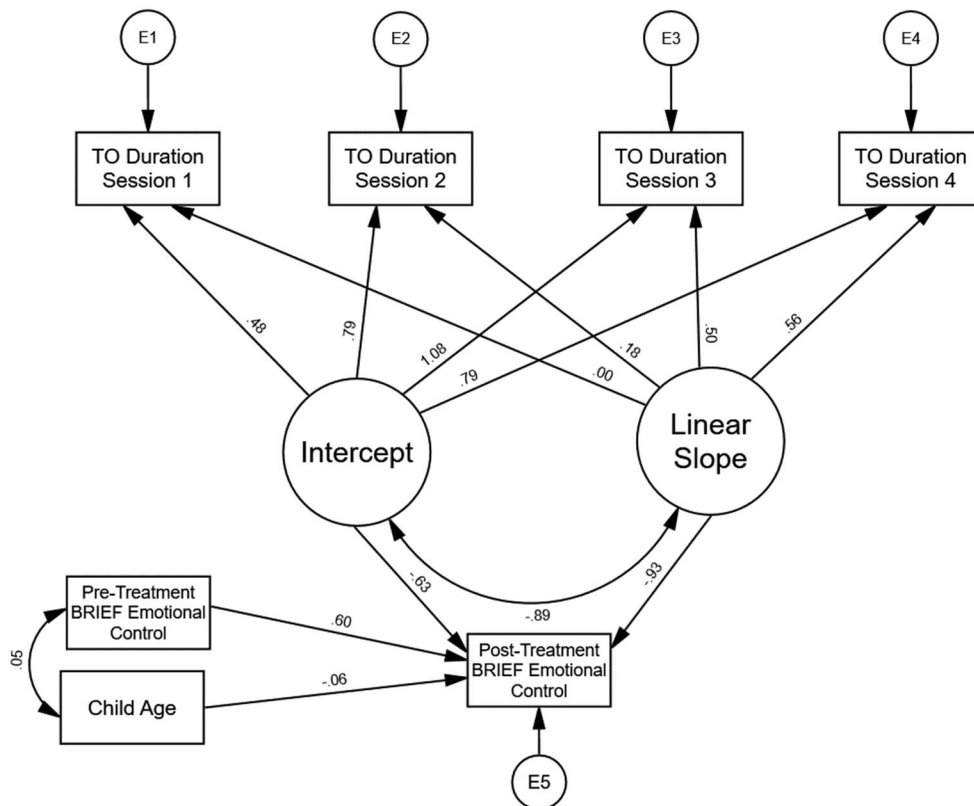 E1
E2
E3
E4
TO Duration
Session 1
TO Duration
Session 2
TO Duration
Session 3
TO Duration
Session 4
.48
.79
1.08
.79
.00
.18
.50
.56
Intercept
Linear
Slope
-.63
-.89
-.93
Pre-Treatment
BRIEF Emotional
Control
.60
.05
Child Age
-.06
Post-Treatment
BRIEF Emotional
Control
E5